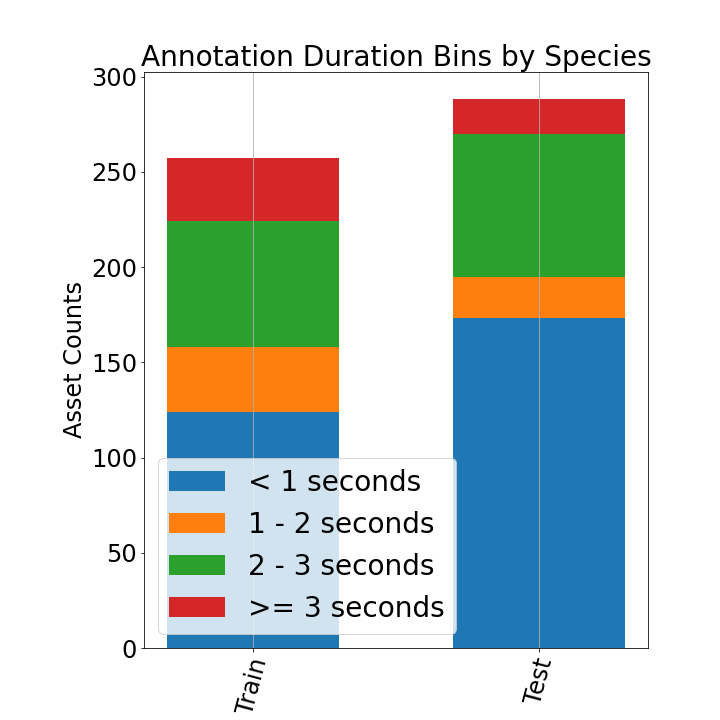 Annotation Duration Bins by Species
300
250
200
150
100
50
0
Asset Counts
< 1 seconds
1 - 2 seconds
2 - 3 seconds
>= 3 seconds
Train
Test